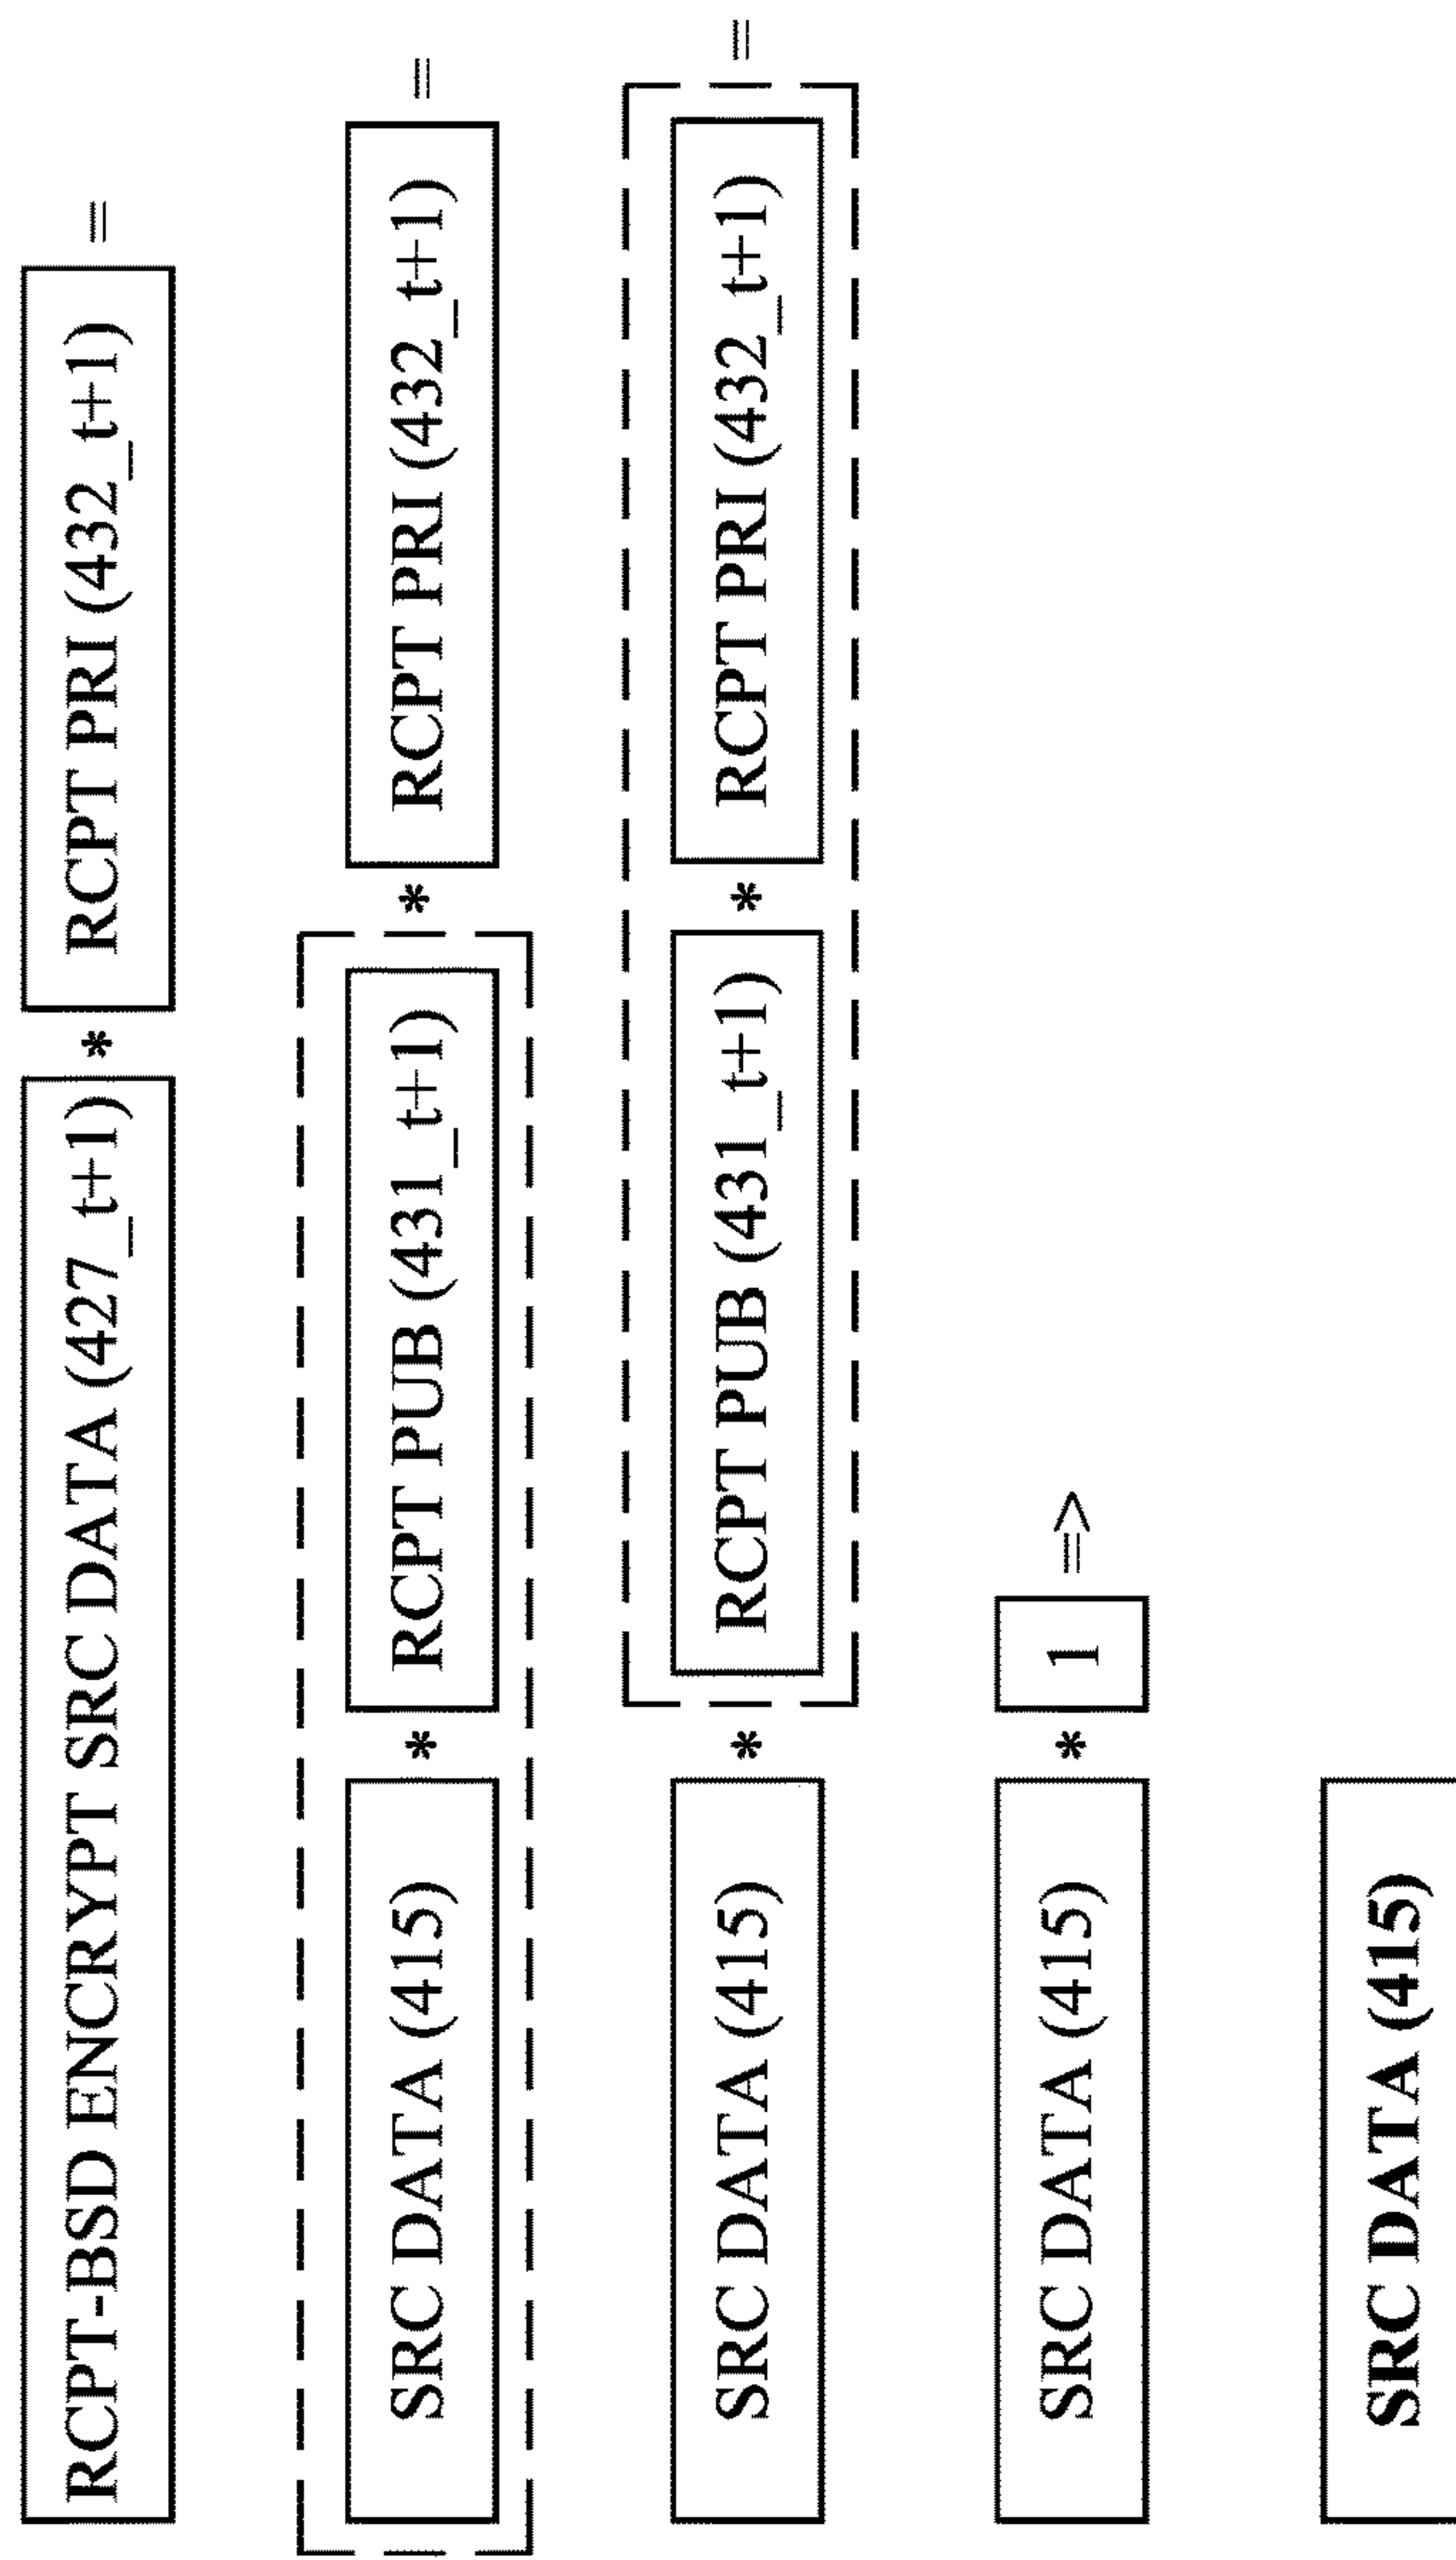 RCPT-BSD ENCRYPT SRC DATA (427_t+1) * RCPT PRI (432_t+1) =
SRC DATA (415) * RCPT PUB (431_t+1) * RCPT PRI (432_t+1) =
SRC DATA (415) * RCPT PUB (431_t+1) * RCPT PRI (432_t+1) =
SRC DATA (415) * 1 =>
SRC DATA (415)